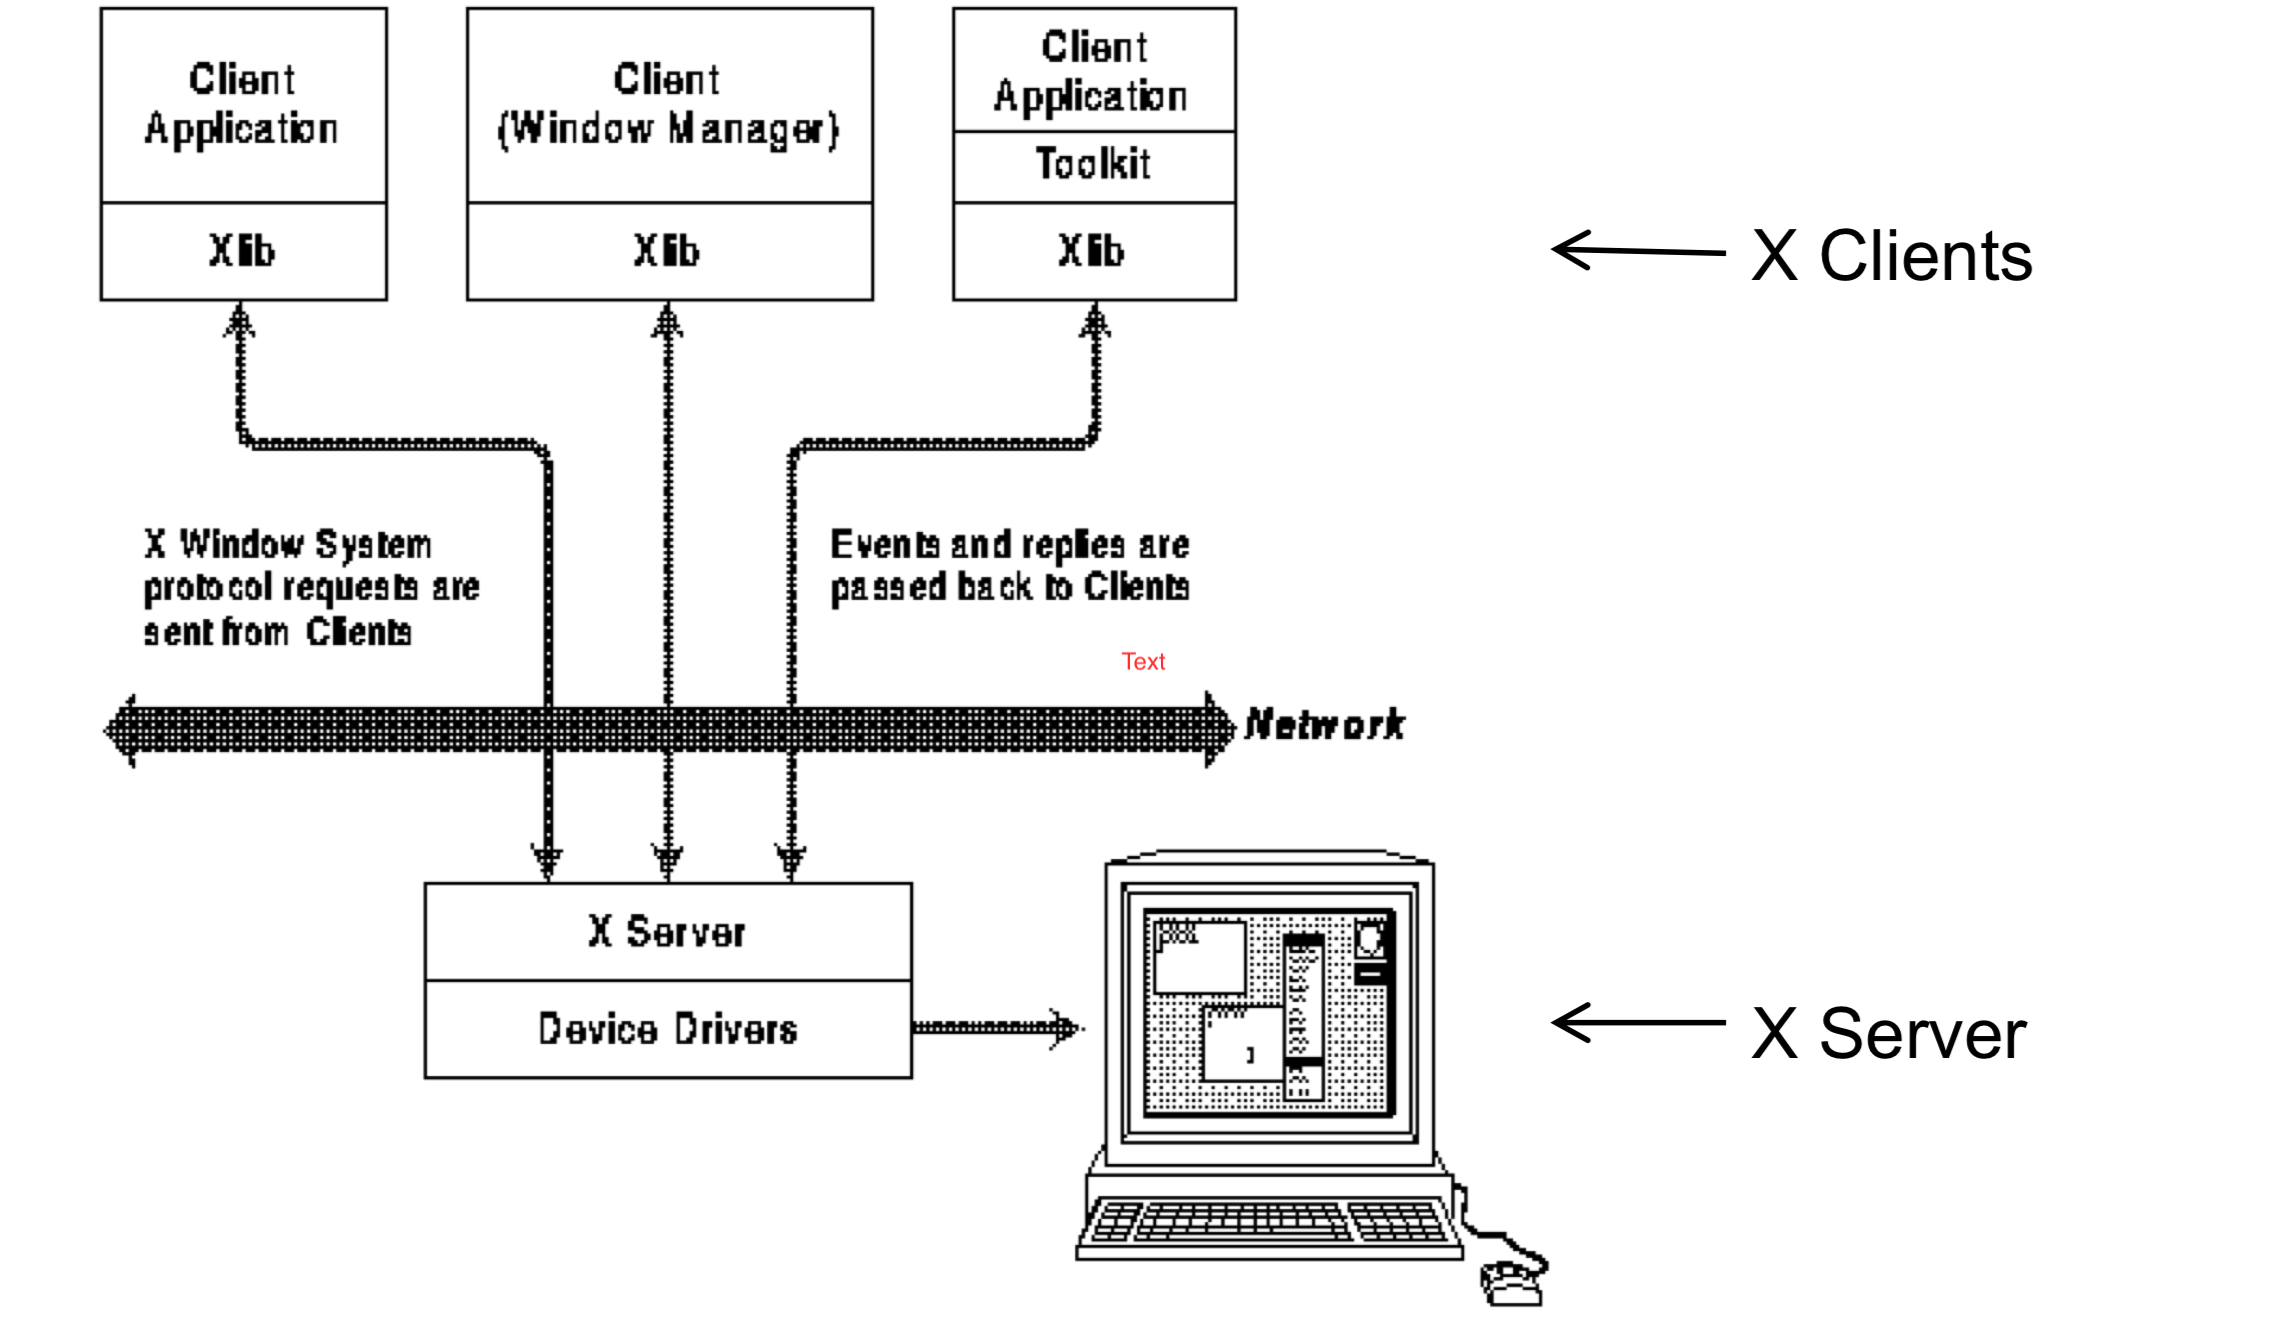 Client
Application
Xlib
Client
(Window Manager)
Xlib
Client
Application
Toolkit
Xlib
X Clients
X Window System
protocol requests are
sent from Clients
Events and replies are
passed back to Clients
Text
Network
X Server
Device Drivers
X Server